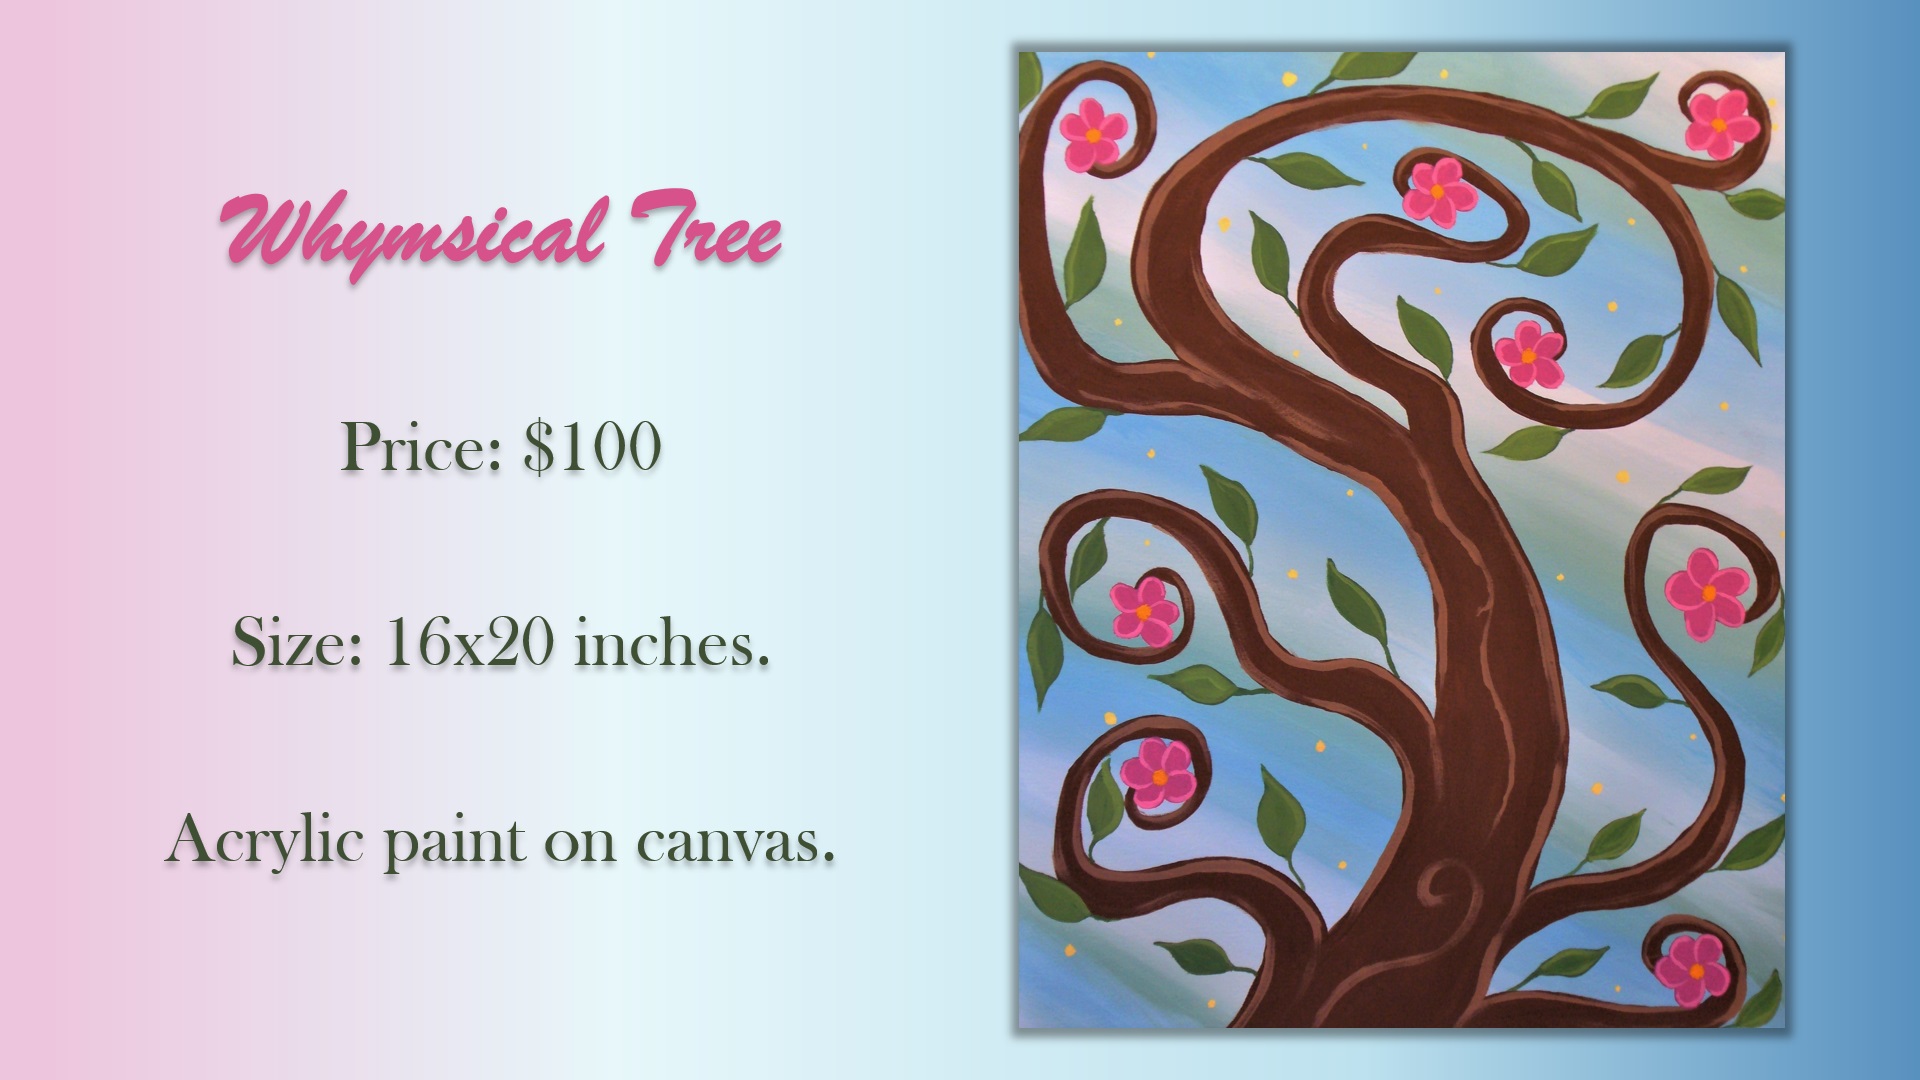 Whymsical Tree
Price: $100
Size: 16x20 inches.
Acrylic paint on canvas.